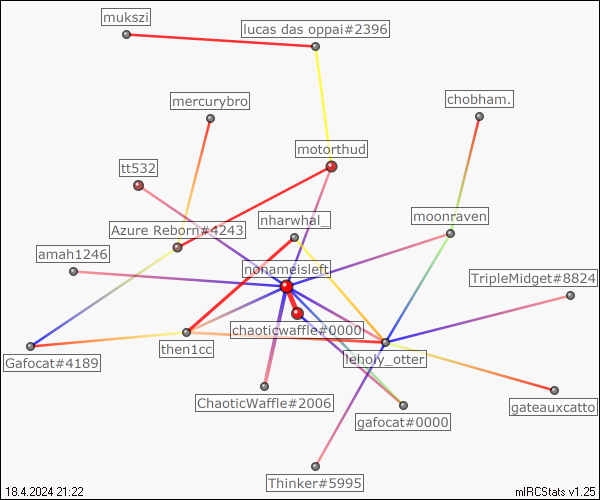 mukszi
lucas das oppai#2396
mercurybro
chobham.
motorthud
tt532
nharwhal_
moonraven
Azure Reborn#4243
amah1246
nonameisleft
TripleMidget#8824
chaoticwaffle#0000
then1cc
leholy_otter
Gafocat#4189
ChaoticWaffle#2006
gateauxcatto
gafocat#0000
Thinker#5995
18.4.2024 21:22
mIRCStats v1.25